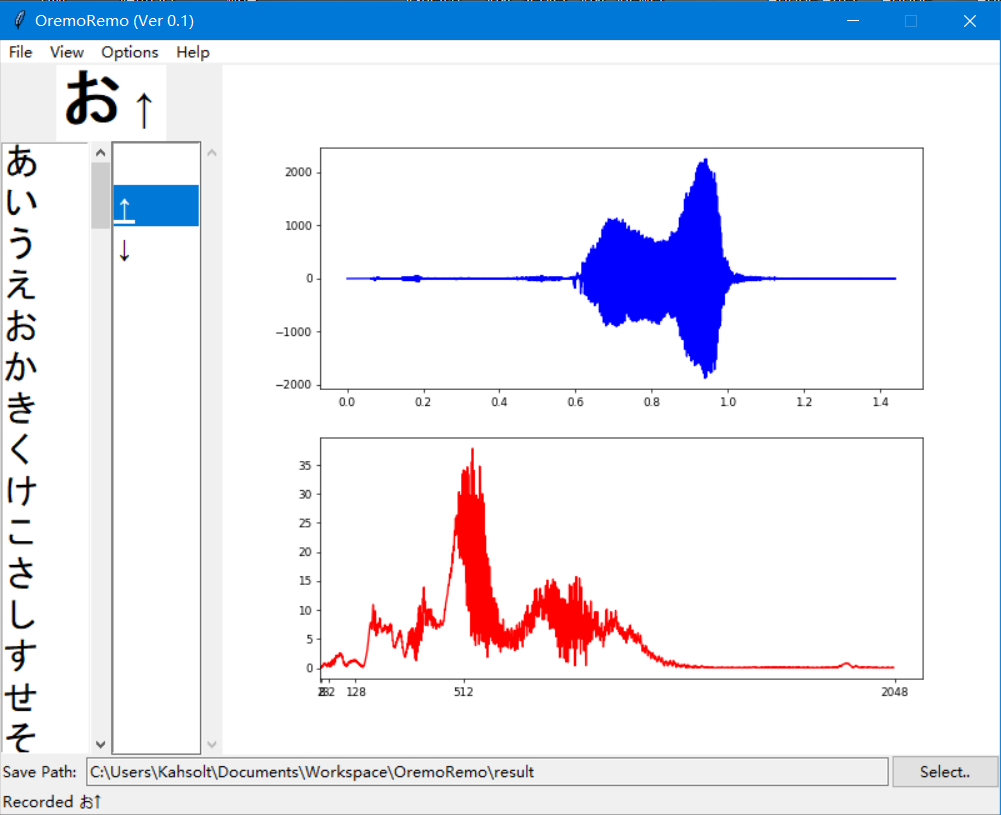 OremoRemo (Ver 0.1)
File View Options Help
お↑
あ
い
う
え
お
か
き
く
け
こ
さ
し
す
せ
そ
↑
↓
2000
1000
0
−1000
−2000
0.0 0.2 0.4 0.6 0.8 1.0 1.2 1.4
35
30
25
20
15
10
5
0
128 512 2048
Save Path: C:\Users\Kahsolt\Documents\Workspace\OremoRemo\result Select..
Recorded お↑